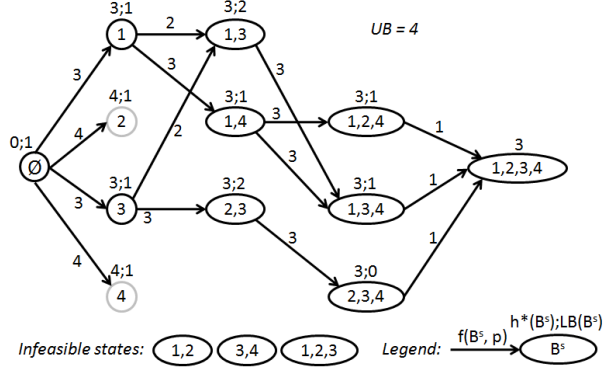 3;1 3;2 UB = 4
1 2 1,3
3 3 3
4;1 3;1 3;1
2 1,4 3 1,2,4 1
0;1 4 2 3 3
Ø 1,2,3,4
3 3;1 3;2 3;1 1
3 3 2,3 1,3,4
4 3 1
4;1 3;0
4 2,3,4
h*(Bˢ);LB(Bˢ)
Infeasible states: 1,2 3,4 1,2,3 Legend: f(Bˢ, p) Bˢ